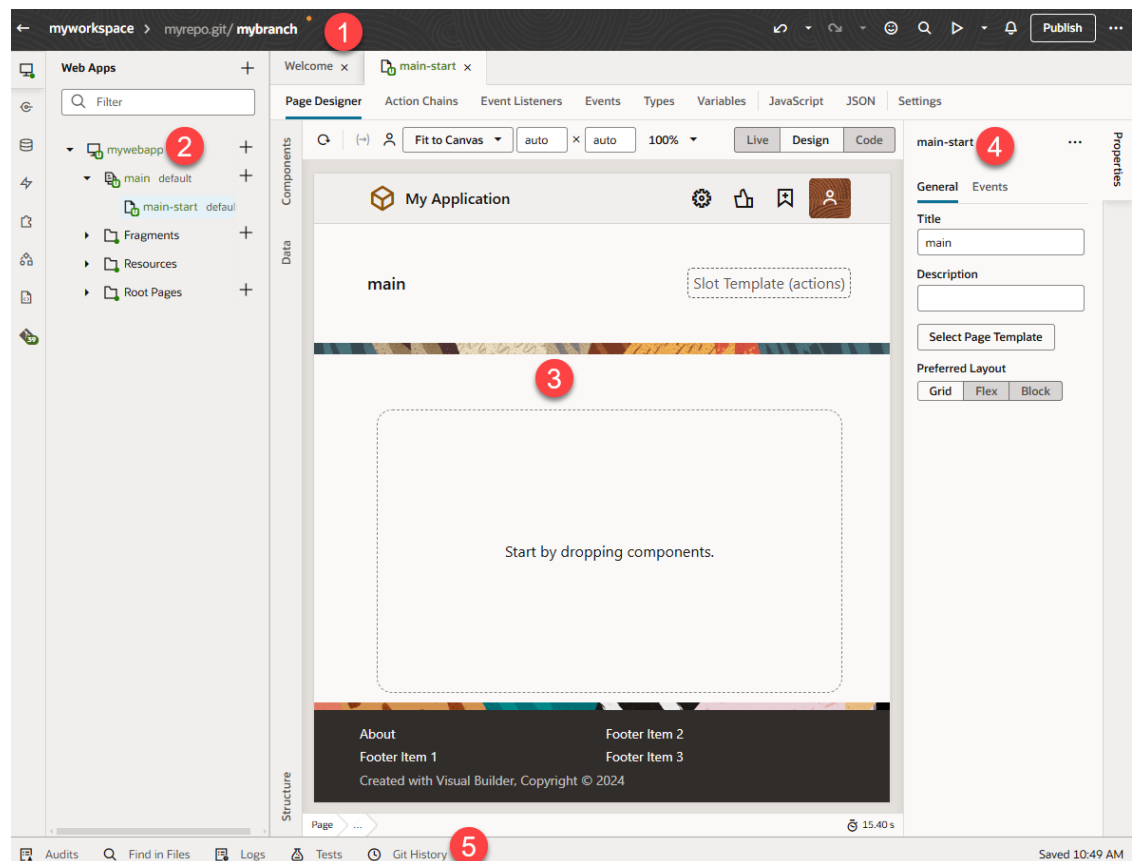 myworkspace > myrepo.git/ mybranch
1
Publish
Web Apps
Filter
mywebapp
2
main default
main-start defaul
Fragments
Resources
Root Pages
39
Welcome x
main-start x
Page Designer Action Chains Event Listeners Events Types Variables JavaScript JSON Settings
Components
Data
Structure
Fit to Canvas auto × auto 100% Live Design Code
My Application
main
Slot Template (actions)
3
Start by dropping components.
About Footer Item 2
Footer Item 1 Footer Item 3
Created with Visual Builder, Copyright © 2024
Page ... 15.40 s
main-start
4
Properties
General Events
Title
main
Description
Select Page Template
Preferred Layout
Grid Flex Block
Audits Find in Files Logs Tests Git History
5
Saved 10:49 AM